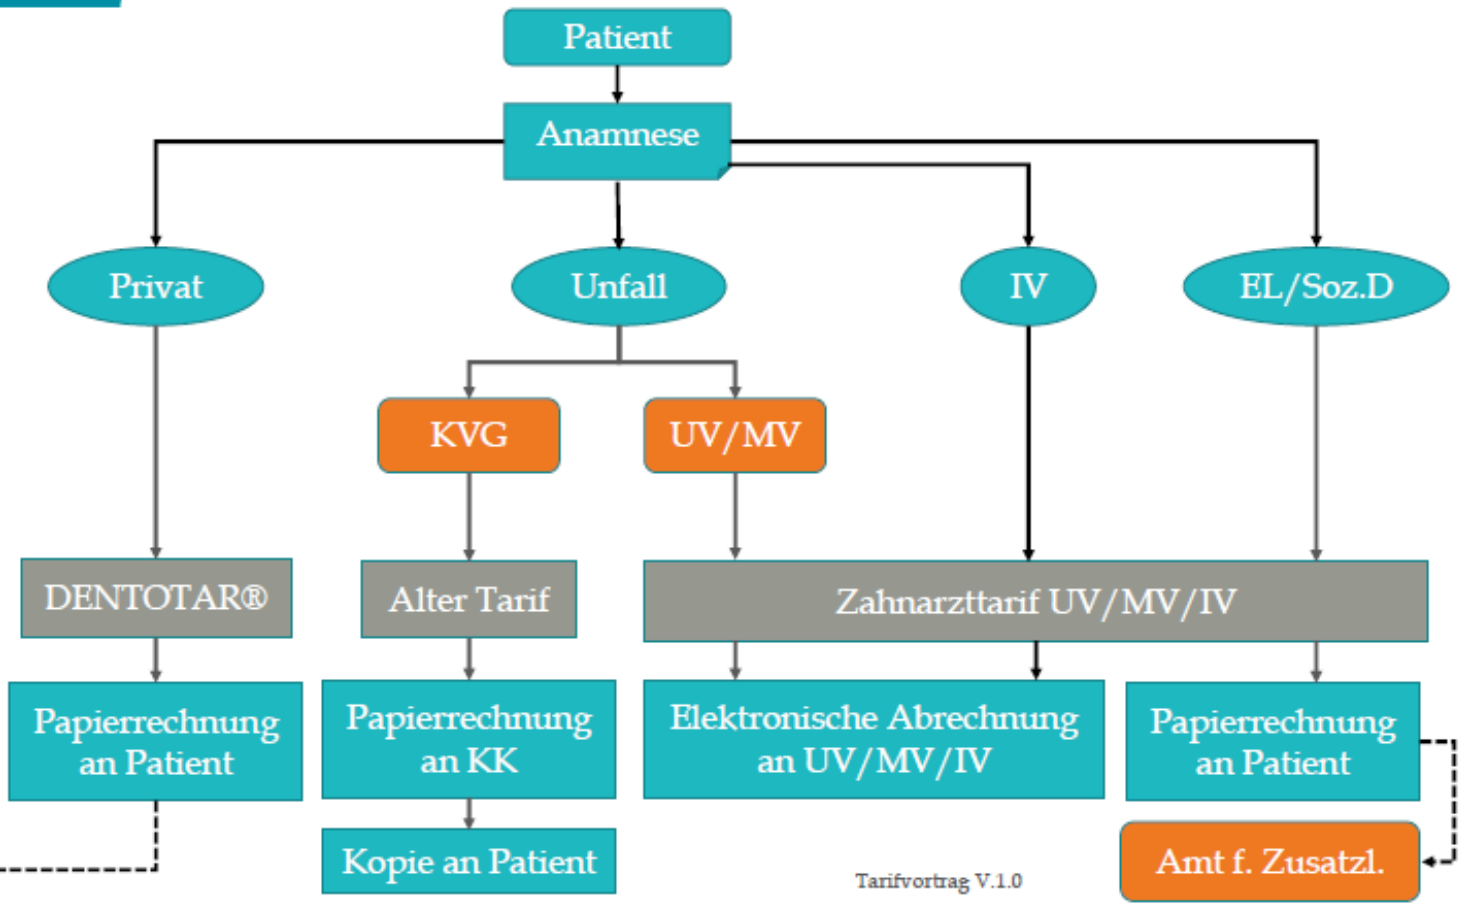 Patient
Anamnese
Privat
Unfall
IV
EL/Soz.D
KVG
UV/MV
DENTOTAR®
Alter Tarif
Zahnarzttarif UV/MV/IV
Papierrechnung
an Patient
Papierrechnung
an KK
Elektronische Abrechnung
an UV/MV/IV
Papierrechnung
an Patient
Kopie an Patient
Amt f. Zusatzl.
Tarifvortrag V.1.0